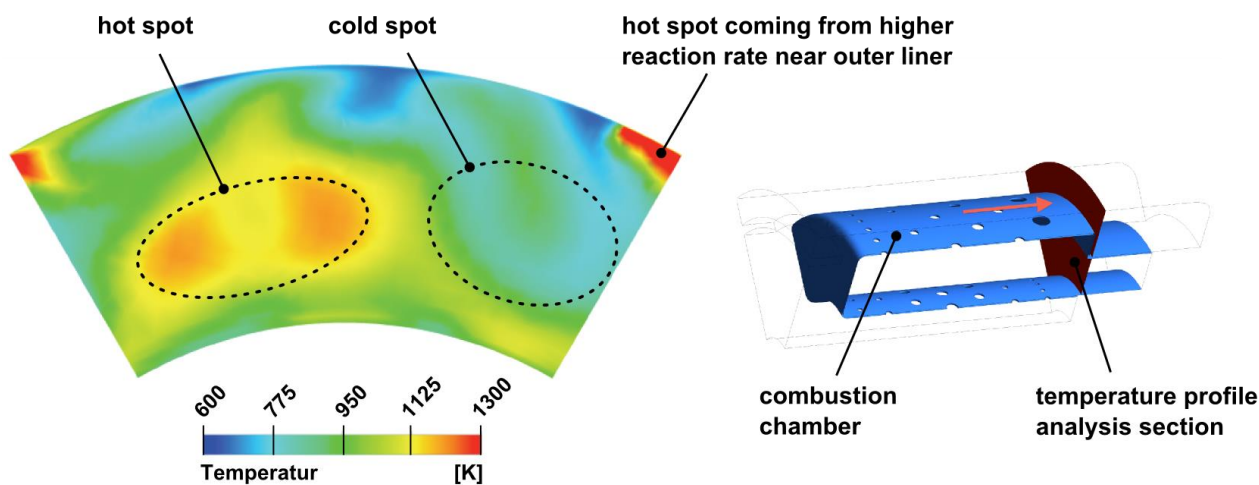 hot spot
cold spot
hot spot coming from higher
reaction rate near outer liner
600
775
950
1125
1300
Temperatur [K]
combustion
chamber
temperature profile
analysis section